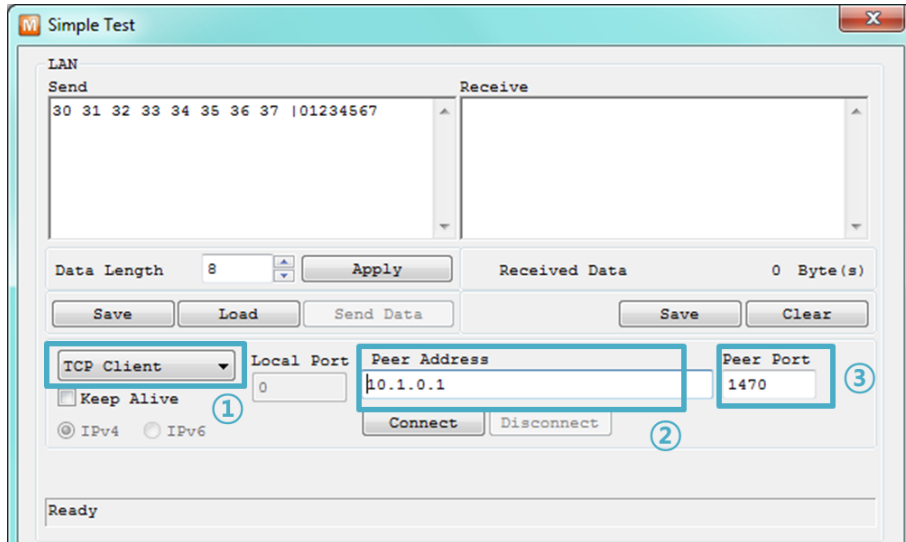 Simple Test
LAN
Send
Receive
30 31 32 33 34 35 36 37 |01234567
Data Length 8 Apply
Received Data 0 Byte(s)
Save Load Send Data
Save Clear
TCP Client
Local Port
Peer Address
Peer Port
0
10.1.0.1
1470
③
Keep Alive
①
IPv4 IPv6
Connect Disconnect
②
Ready